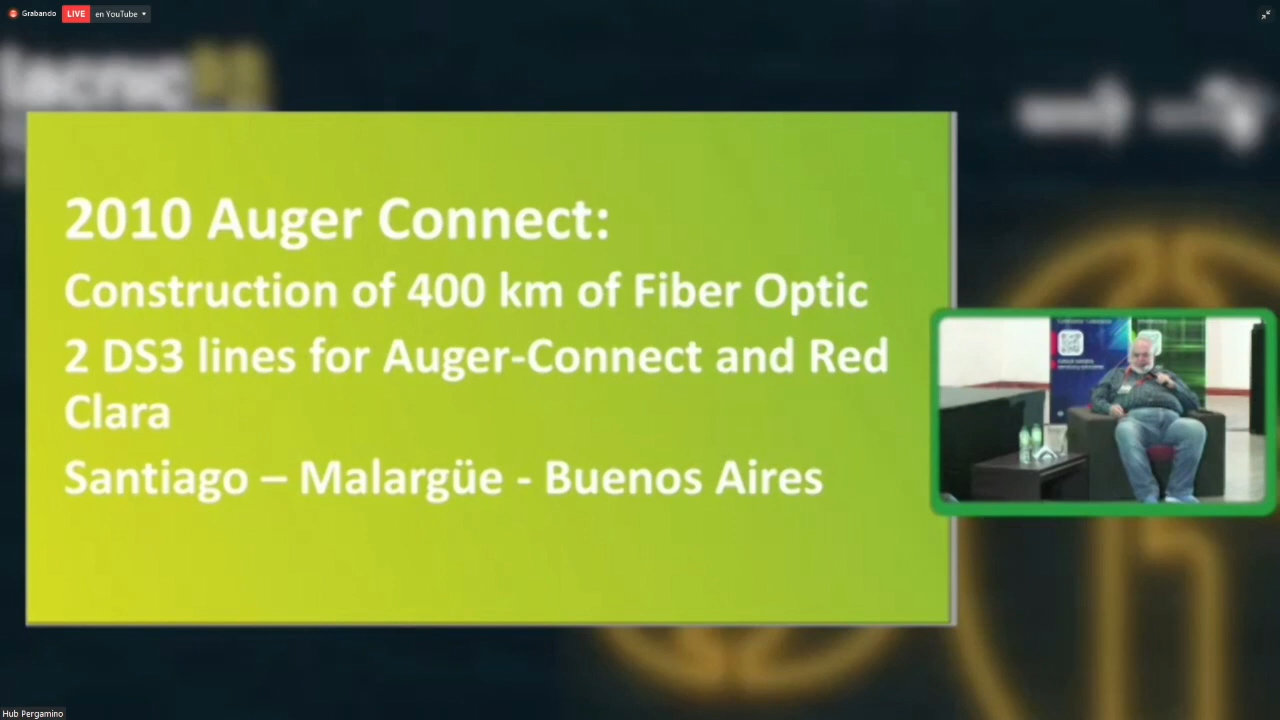 Grabando LIVE en YouTube
2010 Auger Connect:
Construction of 400 km of Fiber Optic
2 DS3 lines for Auger-Connect and Red
Clara
Santiago – Malargüe - Buenos Aires
Hub Pergamino